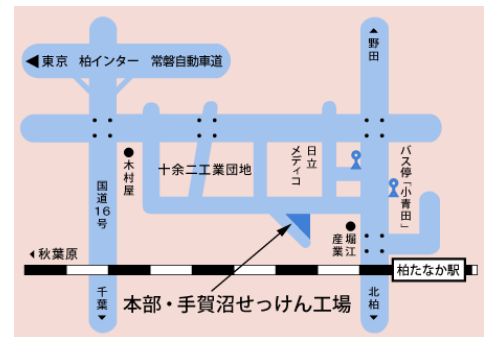 ▲野田
◀東京 柏インター 常磐自動車道
日立メディコ
バス停「小青田」
●木村屋
十余二工業団地
国道16号
●堀江産業
◀秋葉原
柏たなか駅
本部・手賀沼せっけん工場
千葉▼
北柏▼